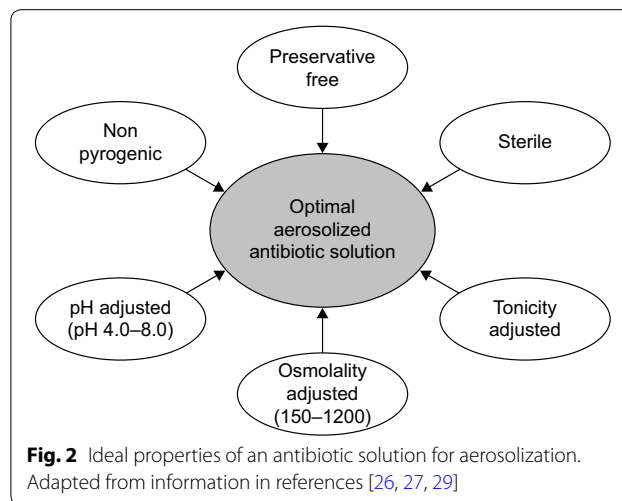 Preservative
free
Non
pyrogenic
Sterile
Optimal
aerosolized
antibiotic solution
pH adjusted
(pH 4.0–8.0)
Tonicity
adjusted
Osmolality
adjusted
(150–1200)
Fig. 2 Ideal properties of an antibiotic solution for aerosolization.
Adapted from information in references [26, 27, 29]